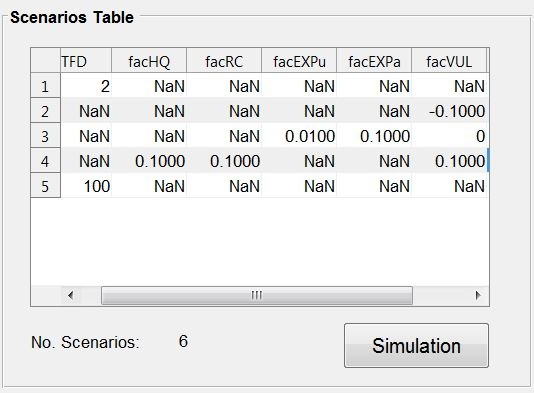 Scenarios Table
TFD facHQ facRC facEXPu facEXPa facVUL
1 2 NaN NaN NaN NaN NaN
2 NaN NaN NaN NaN NaN -0.1000
3 NaN NaN NaN 0.0100 0.1000 0
4 NaN 0.1000 0.1000 NaN NaN 0.1000
5 100 NaN NaN NaN NaN NaN
No. Scenarios: 6
Simulation